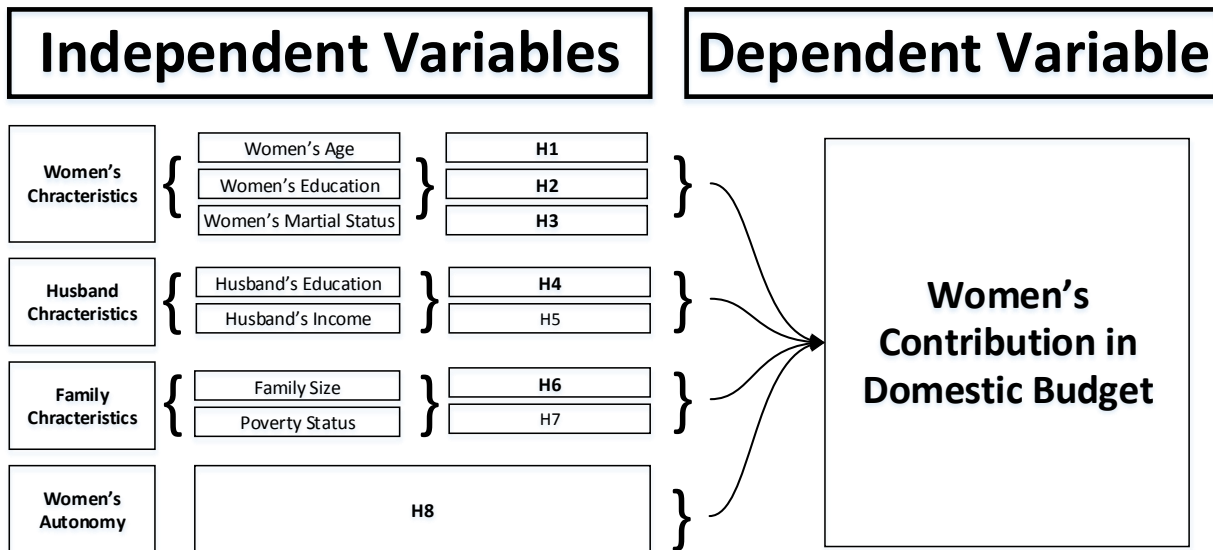 Independent Variables
Dependent Variable
Women's
Chracteristics
Women's Age
H1
Women's Education
H2
Women's Martial Status
H3
Husband
Chracteristics
Husband's Education
H4
Husband's Income
H5
Family
Chracteristics
Family Size
H6
Poverty Status
H7
Women's
Autonomy
H8
Women's
Contribution in
Domestic Budget